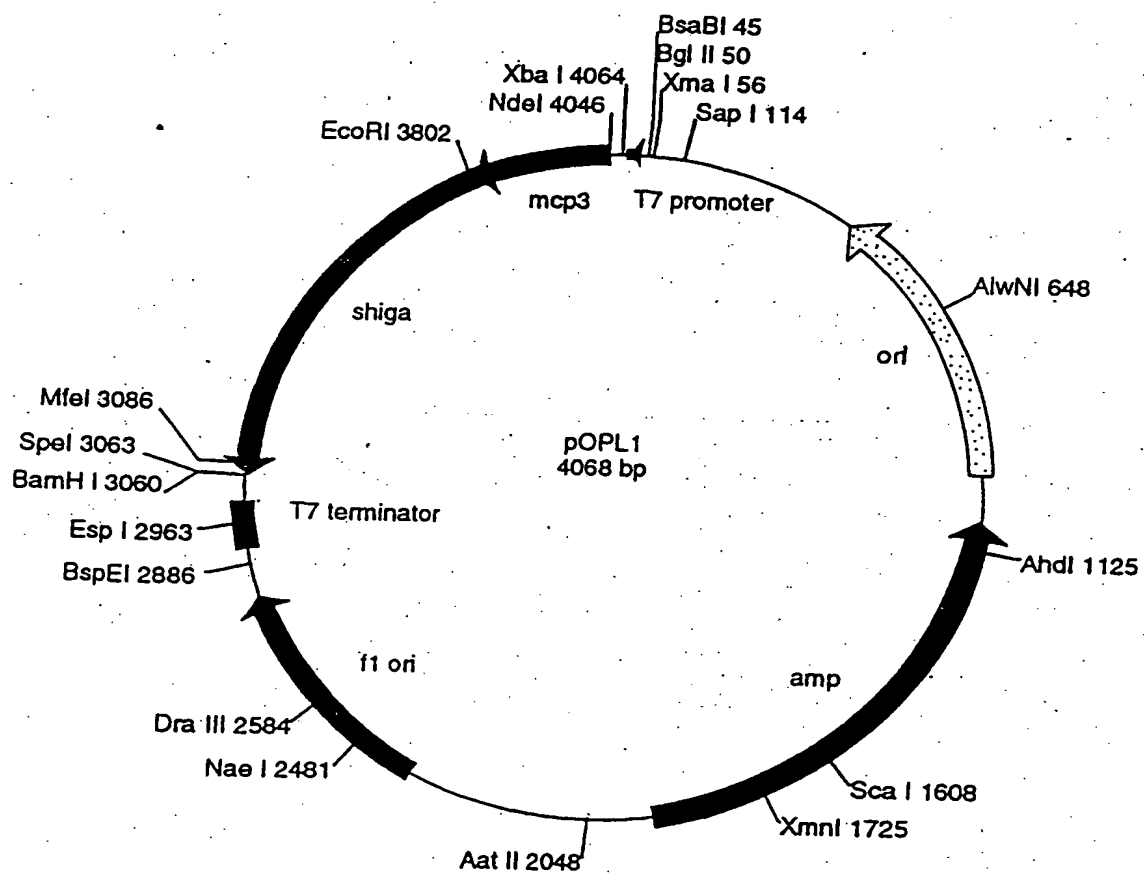 BsaBI 45
Bgl II 50
Xba I 4064
Xma I 56
NdeI 4046
Sap I 114
EcoRI 3802
mcp3
T7 promoter
AlwNI 648
shiga
ori
MfeI 3086
SpeI 3063
BamH I 3060
pOPL1
4068 bp
T7 terminator
Esp I 2963
AhdI 1125
BspEI 2886
f1 ori
amp
Dra III 2584
Nae I 2481
Sca I 1608
XmnI 1725
Aat II 2048